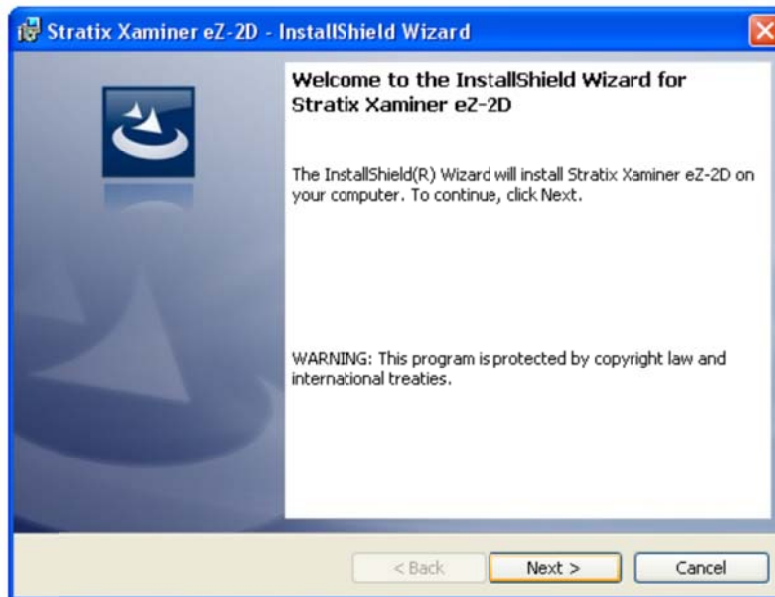 Stratix Xaminer eZ-2D - InstallShield Wizard
Welcome to the InstallShield Wizard for
Stratix Xaminer eZ-2D
The InstallShield(R) Wizard will install Stratix Xaminer eZ-2D on
your computer. To continue, click Next.
WARNING: This program is protected by copyright law and
international treaties.
< Back
Next >
Cancel